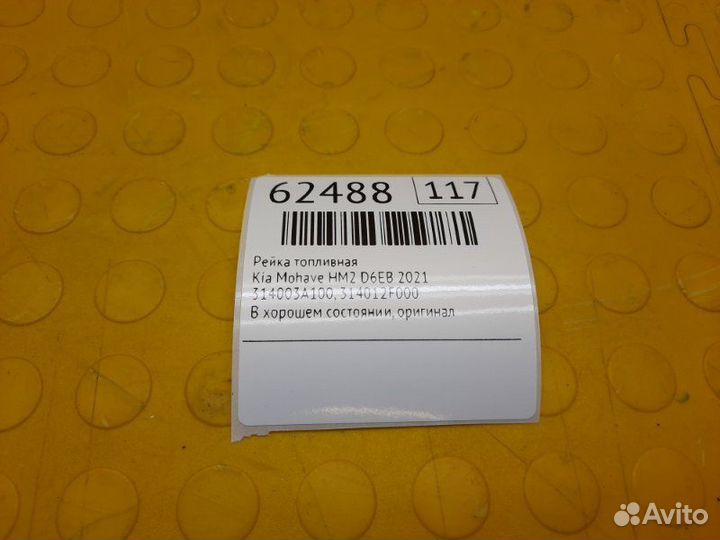 62488 117
Рейка топливная
Kia Mohave HM2 D6EB 2021
314003A100, 314012F000
В хорошем состоянии, оригинал
Avito